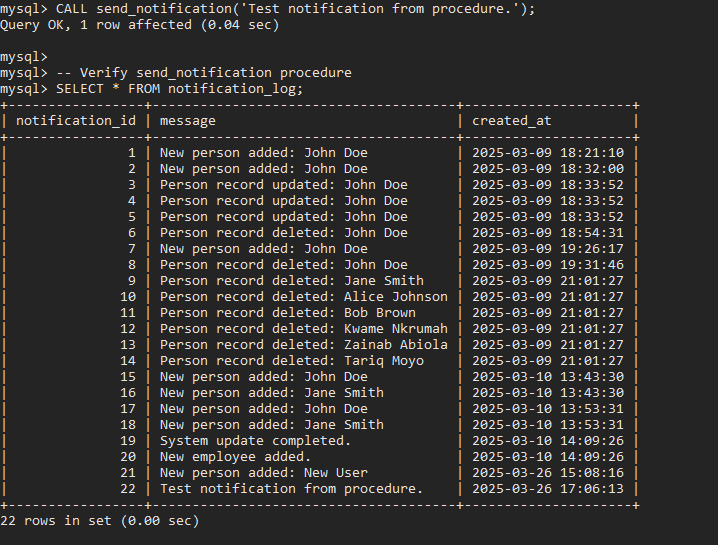 mysql> CALL send_notification('Test notification from procedure.');
Query OK, 1 row affected (0.04 sec)
mysql>
mysql> -- Verify send_notification procedure
mysql> SELECT * FROM notification_log;
+-----------------+--------------------------------------+---------------------+
| notification_id | message                              | created_at          |
+-----------------+--------------------------------------+---------------------+
|               1 | New person added: John Doe           | 2025-03-09 18:21:10 |
|               2 | New person added: John Doe           | 2025-03-09 18:32:00 |
|               3 | Person record updated: John Doe      | 2025-03-09 18:33:52 |
|               4 | Person record updated: John Doe      | 2025-03-09 18:33:52 |
|               5 | Person record updated: John Doe      | 2025-03-09 18:33:52 |
|               6 | Person record deleted: John Doe      | 2025-03-09 18:54:31 |
|               7 | New person added: John Doe           | 2025-03-09 19:26:17 |
|               8 | Person record deleted: John Doe      | 2025-03-09 19:31:46 |
|               9 | Person record deleted: Jane Smith    | 2025-03-09 21:01:27 |
|              10 | Person record deleted: Alice Johnson | 2025-03-09 21:01:27 |
|              11 | Person record deleted: Bob Brown     | 2025-03-09 21:01:27 |
|              12 | Person record deleted: Kwame Nkrumah | 2025-03-09 21:01:27 |
|              13 | Person record deleted: Zainab Abiola | 2025-03-09 21:01:27 |
|              14 | Person record deleted: Tariq Moyo    | 2025-03-09 21:01:27 |
|              15 | New person added: John Doe           | 2025-03-10 13:43:30 |
|              16 | New person added: Jane Smith         | 2025-03-10 13:43:30 |
|              17 | New person added: John Doe           | 2025-03-10 13:53:31 |
|              18 | New person added: Jane Smith         | 2025-03-10 13:53:31 |
|              19 | System update completed.             | 2025-03-10 14:09:26 |
|              20 | New employee added.                  | 2025-03-10 14:09:26 |
|              21 | New person added: New User           | 2025-03-26 15:08:16 |
|              22 | Test notification from procedure.    | 2025-03-26 17:06:13 |
+-----------------+--------------------------------------+---------------------+
22 rows in set (0.00 sec)